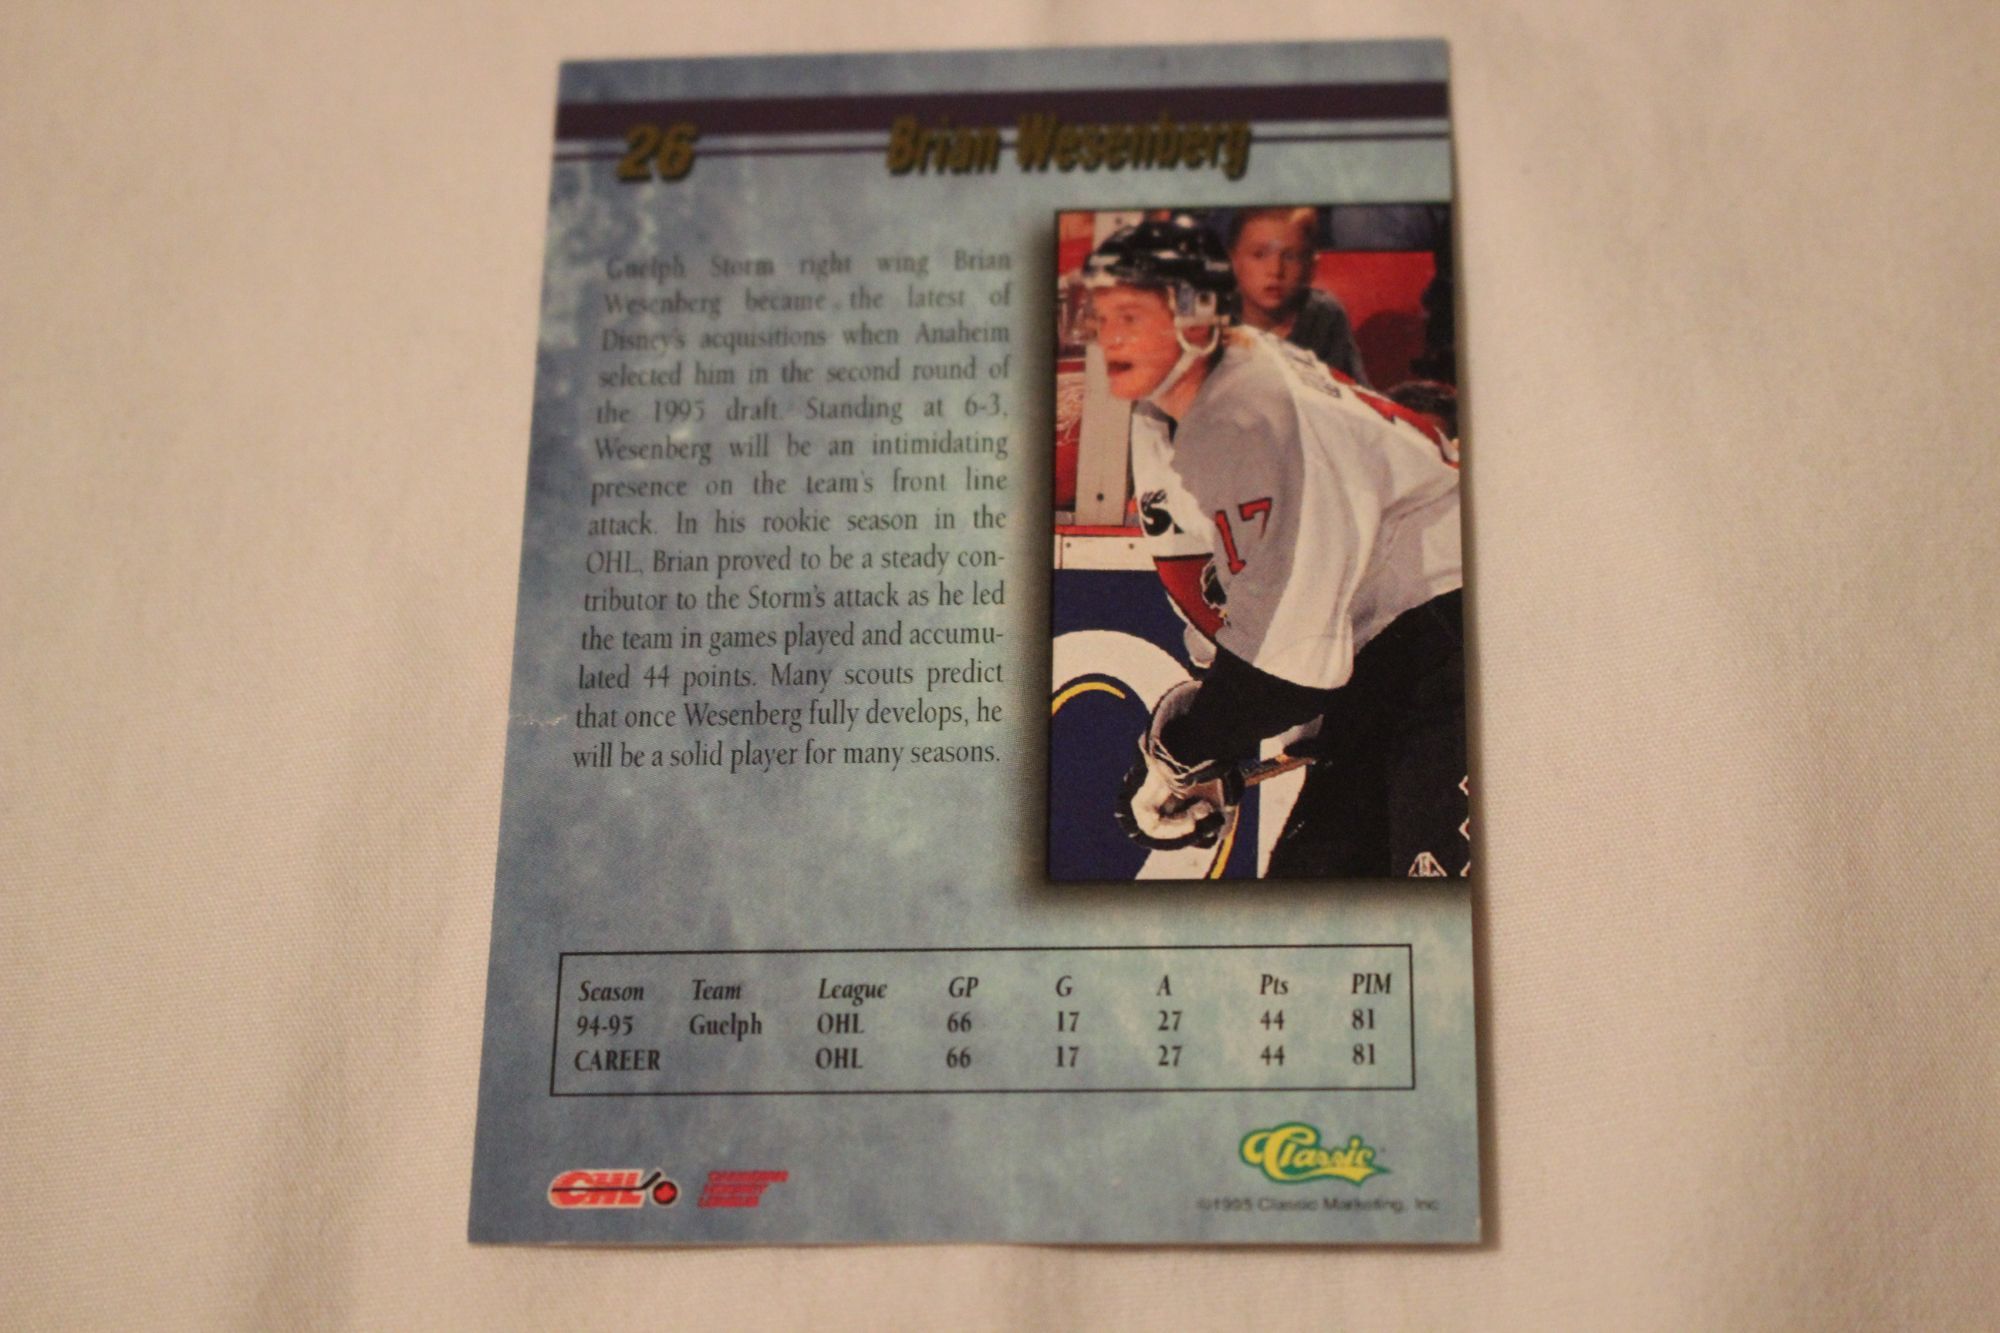 26 Brian Wesenberg
Guelph Storm right wing Brian
Wesenberg became the latest of
Disney's acquisitions when Anaheim
selected him in the second round of
the 1995 draft. Standing at 6-3,
Wesenberg will be an intimidating
presence on the team's front line
attack. In his rookie season in the
OHL, Brian proved to be a steady con-
tributor to the Storm's attack as he led
the team in games played and accumu-
lated 44 points. Many scouts predict
that once Wesenberg fully develops, he
will be a solid player for many seasons.
17
Season Team League GP G A Pts PIM
94-95 Guelph OHL 66 17 27 44 81
CAREER OHL 66 17 27 44 81
Classic
OHL
CANADIAN
HOCKEY
LEAGUE
©1995 Classic Marketing, Inc